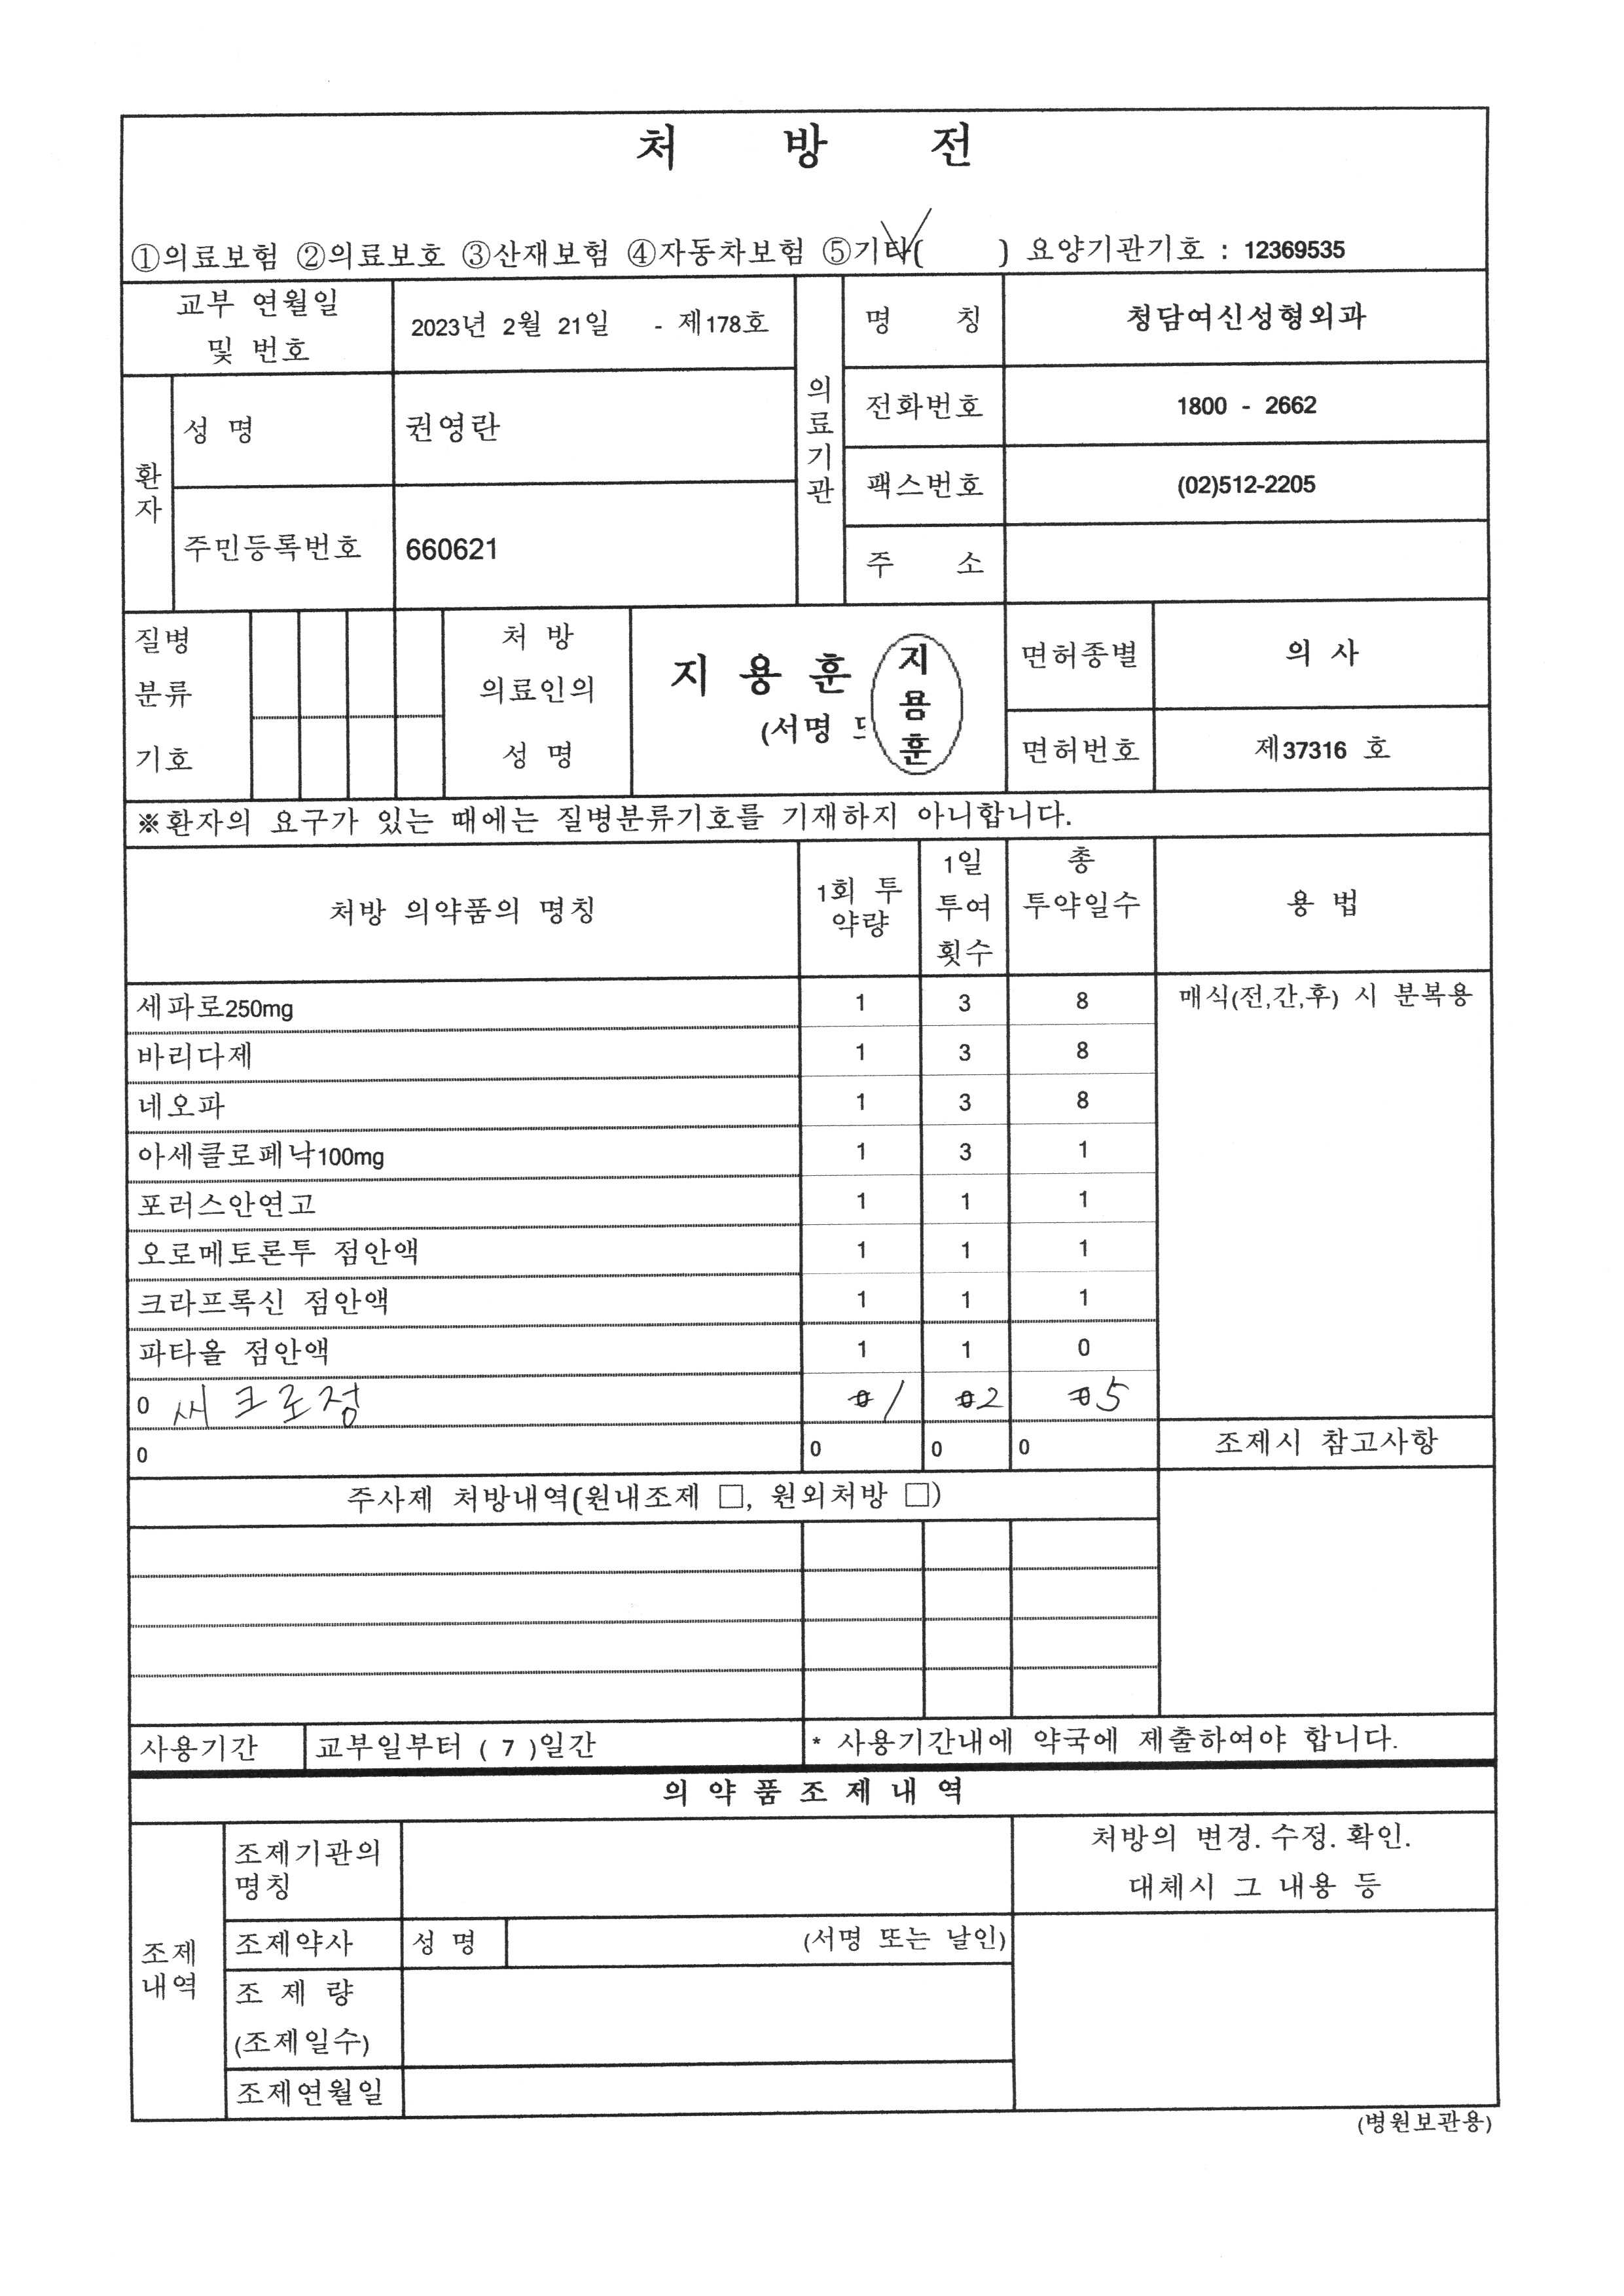 처 방 전
①의료보험 ②의료보호 ③산재보험 ④자동차보험 ⑤기타( ) 요양기관기호 : 12369535
교부 연월일 및 번호
2023년 2월 21일 - 제178호
의료기관
명 칭
청담여신성형외과
환자
성 명
권영란
전화번호
1800 - 2662
팩스번호
(02)512-2205
주민등록번호
660621
주 소
질병
분류
기호
처 방
의료인의
성 명
지 용 훈
(서명
지용훈
면허종별
의 사
면허번호
제37316 호
※환자의 요구가 있는 때에는 질병분류기호를 기재하지 아니합니다.
처방 의약품의 명칭
1회 투약량
1일 투여 횟수
총 투약일수
용 법
세파로250mg 1 3 8 매식(전,간,후) 시 분복용
바리다제 1 3 8
네오파 1 3 8
아세클로페낙100mg 1 3 1
포러스안연고 1 1 1
오로메토론투 점안액 1 1 1
크라프록신 점안액 1 1 1
파타올 점안액 1 1 0
0 새크로정 0 1 0 2 0 5
0 0 0 0 조제시 참고사항
주사제 처방내역(원내조제 □, 원외처방 □)
사용기간 교부일부터 ( 7 )일간 * 사용기간내에 약국에 제출하여야 합니다.
의 약 품 조 제 내 역
조제
내역
조제기관의
명칭
처방의 변경. 수정. 확인.
대체시 그 내용 등
조제약사 성 명 (서명 또는 날인)
조 제 량
(조제일수)
조제연월일
(병원보관용)